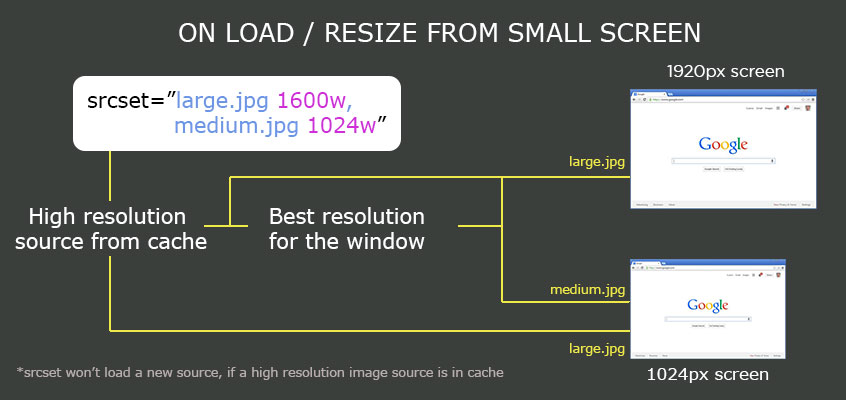 ON LOAD / RESIZE FROM SMALL SCREEN
srcset=”large.jpg 1600w,
medium.jpg 1024w”
1920px screen
large.jpg
Google
High resolution
source from cache
Best resolution
for the window
medium.jpg
Google
large.jpg
1024px screen
*srcset won’t load a new source, if a high resolution image source is in cache